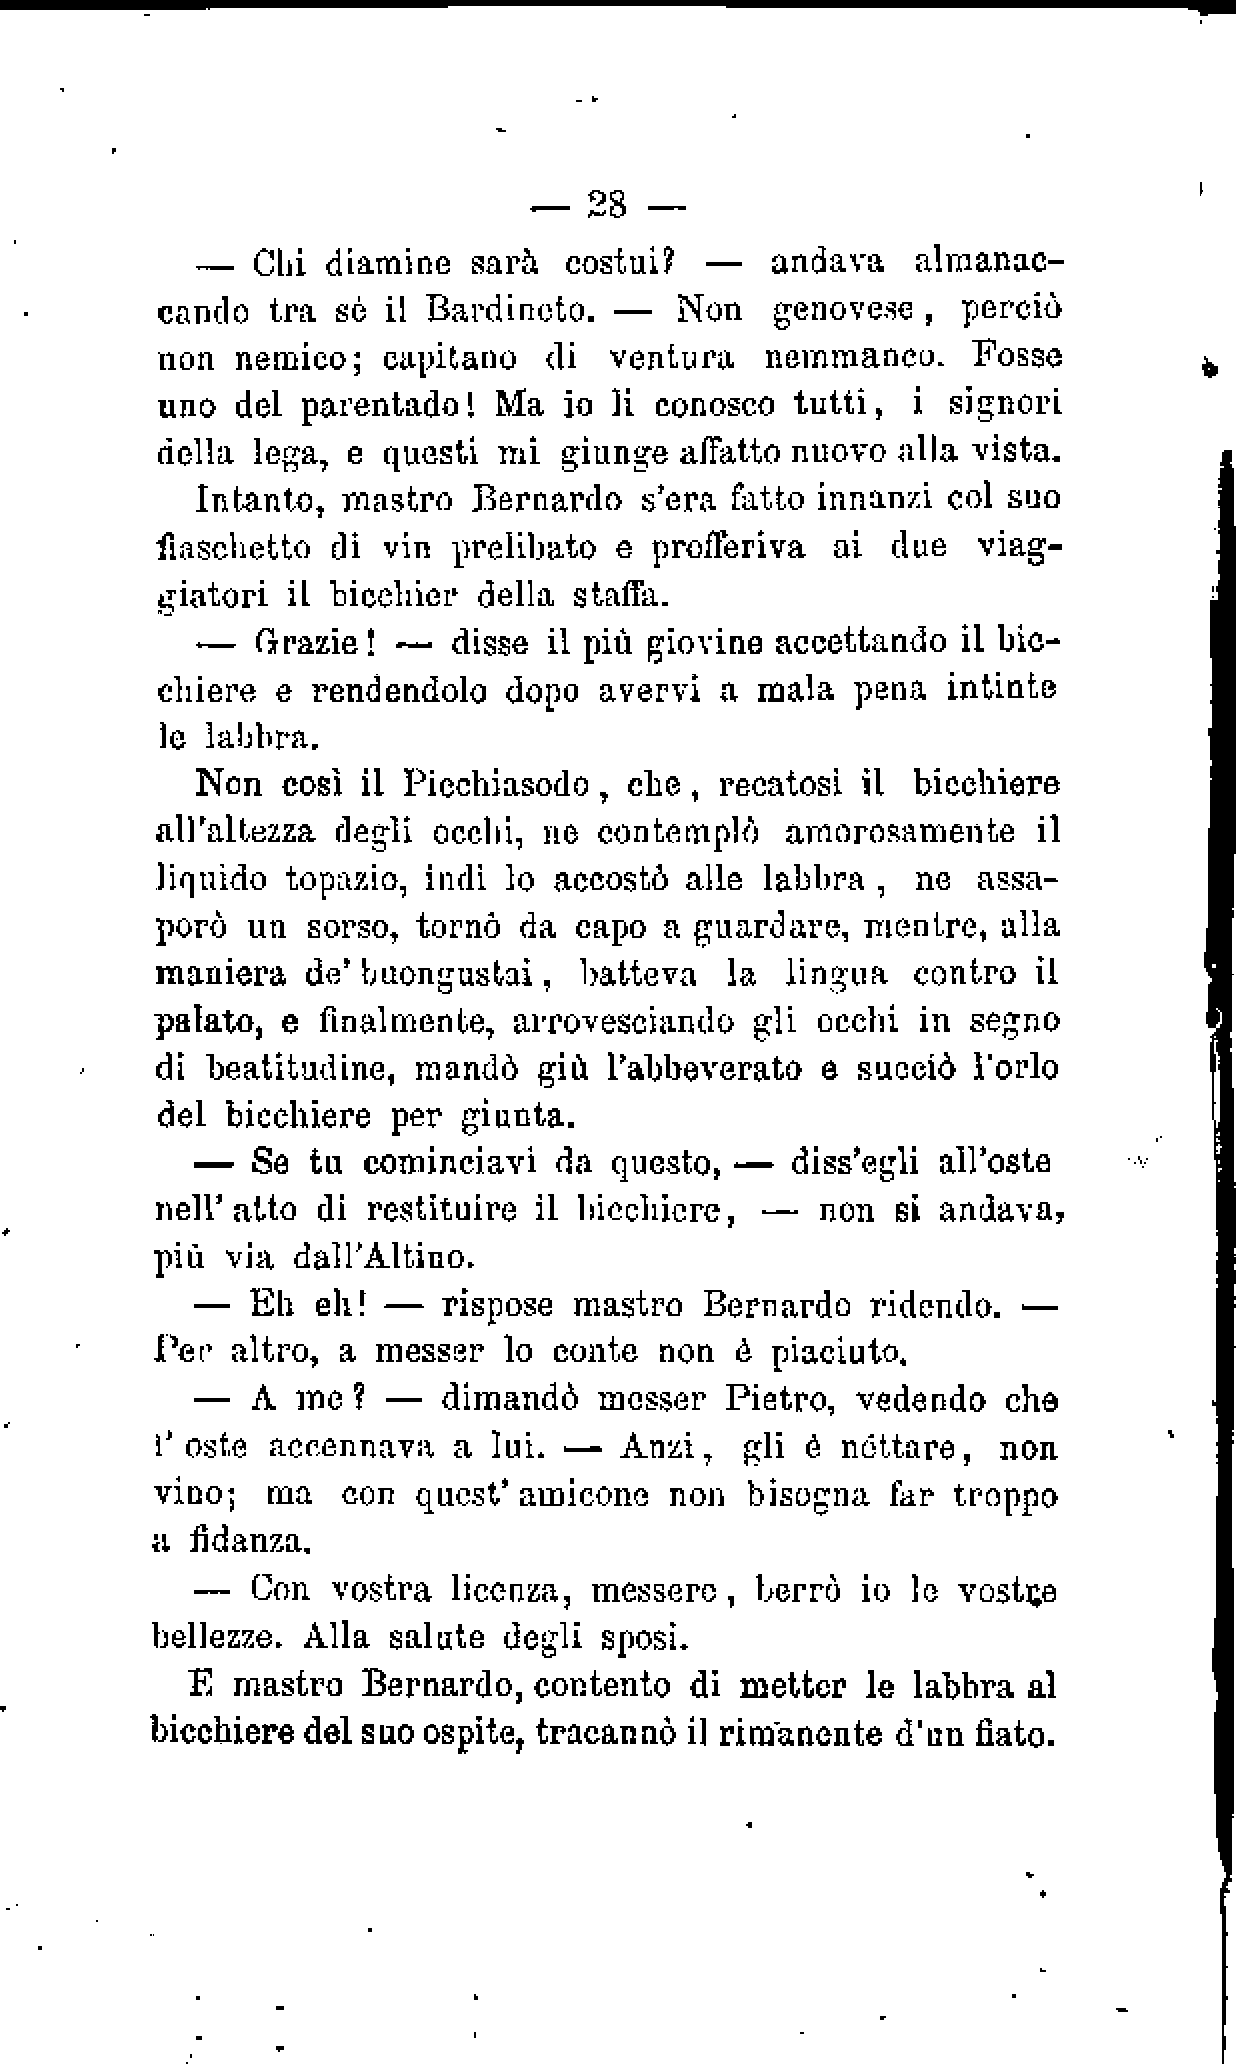 — 28 —
— Chi diamine sarà costui? — andava almanac-
cando tra sè il Bardineto. — Non genovese, perciò
non nemico; capitano di ventura nemmanco. Fosse
uno del parentado! Ma io li conosco tutti, i signori
della lega, e questi mi giunge affatto nuovo alla vista.
Intanto, mastro Bernardo s'era fatto innanzi col suo
fiaschetto di vin prelibato e profferiva ai due viag-
giatori il bicchier della staffa.
— Grazie! — disse il più giovine accettando il bic-
chiere e rendendolo dopo avervi a mala pena intinte
le labbra.
Non così il Picchiasodo, che, recatosi il bicchiere
all'altezza degli occhi, ne contemplò amorosamente il
liquido topazio, indi lo accostò alle labbra, ne assa-
porò un sorso, tornò da capo a guardare, mentre, alla
maniera de' buongustai, batteva la lingua contro il
palato, e finalmente, arrovesciando gli occhi in segno
di beatitudine, mandò giù l'abbeverato e succiò l'orlo
del bicchiere per giunta.
— Se tu cominciavi da questo, — diss'egli all'oste
nell'atto di restituire il bicchiere, — non si andava,
più via dall'Altino.
— Eh eh! — rispose mastro Bernardo ridendo. —
Per altro, a messer lo conte non è piaciuto.
— A me? — dimandò messer Pietro, vedendo che
l'oste accennava a lui. — Anzi, gli è néttare, non
vino; ma con quest'amicone non bisogna far troppo
a fidanza.
— Con vostra licenza, messere, berrò io le vostre
bellezze. Alla salute degli sposi.
E mastro Bernardo, contento di metter le labbra al
bicchiere del suo ospite, tracannò il rimanente d'un fiato.